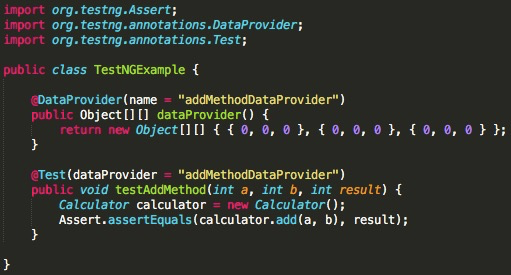 import org.testng.Assert;
import org.testng.annotations.DataProvider;
import org.testng.annotations.Test;

public class TestNGExample {

    @DataProvider(name = "addMethodDataProvider")
    public Object[][] dataProvider() {
        return new Object[][] { { 0, 0, 0 }, { 0, 0, 0 }, { 0, 0, 0 } };
    }

    @Test(dataProvider = "addMethodDataProvider")
    public void testAddMethod(int a, int b, int result) {
        Calculator calculator = new Calculator();
        Assert.assertEquals(calculator.add(a, b), result);
    }

}